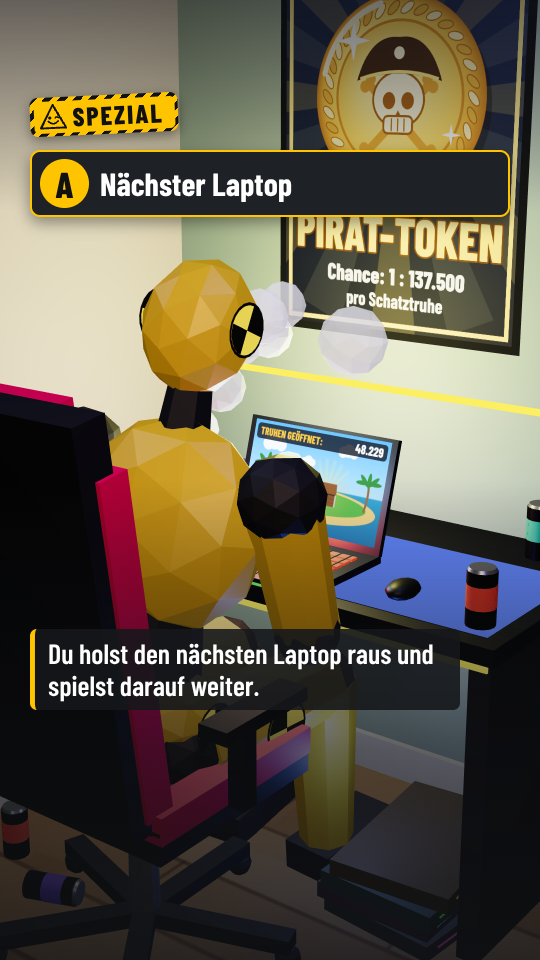 SPEZIAL
A Nächster Laptop
PIRAT-TOKEN
Chance: 1 : 137.500
pro Schatztruhe
TRUHEN GEÖFFNET: 48.229
Du holst den nächsten Laptop raus und
spielst darauf weiter.